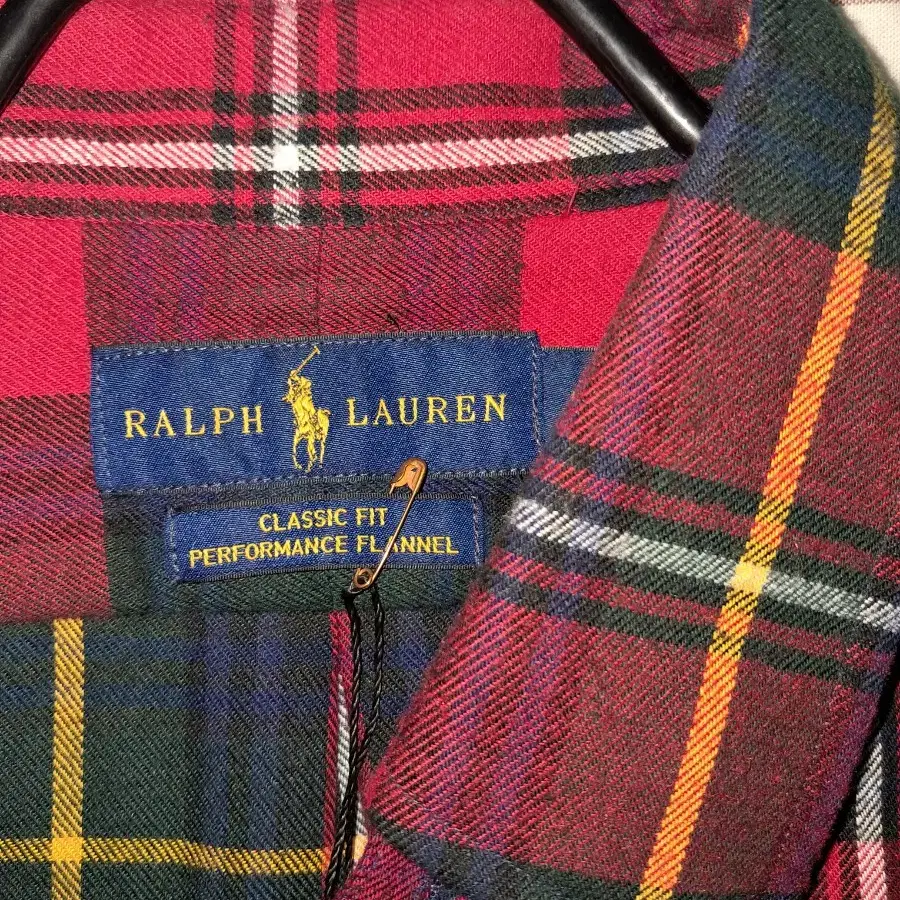 RALPH LAUREN
CLASSIC FIT
PERFORMANCE FLANNEL